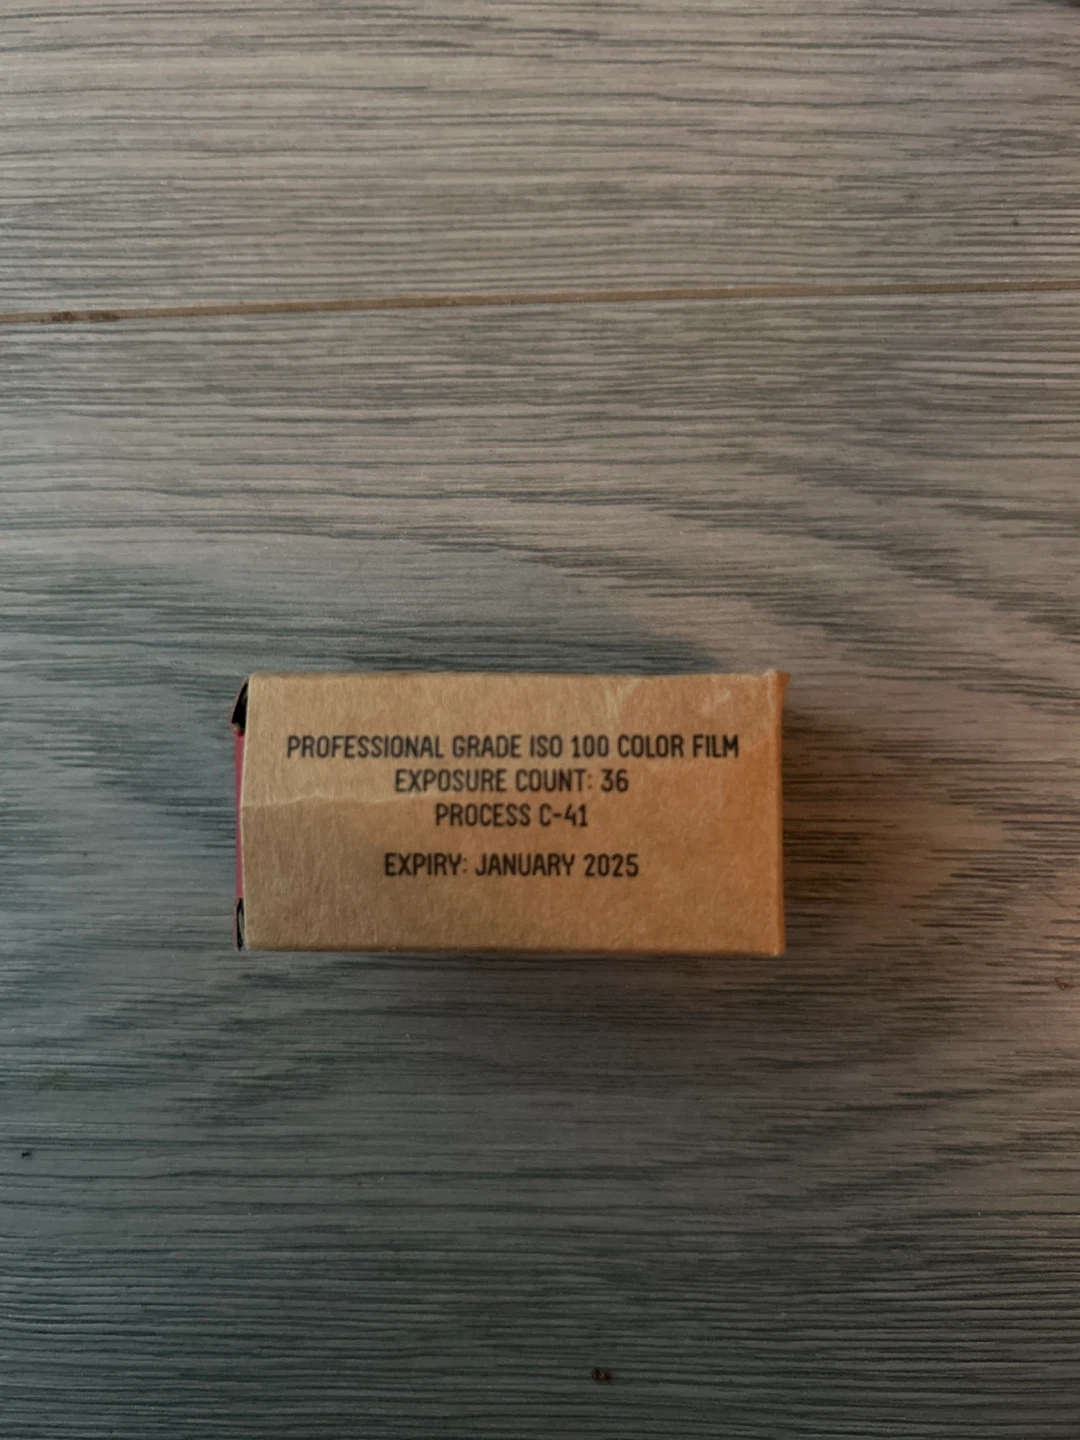 PROFESSIONAL GRADE ISO 100 COLOR FILM
EXPOSURE COUNT: 36
PROCESS C-41
EXPIRY: JANUARY 2025